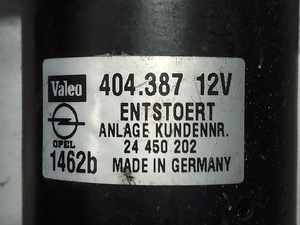 Valeo 404.387 12V
ENTSTOERT
ANLAGE KUNDENNR.
OPEL 24 450 202
1462b MADE IN GERMANY